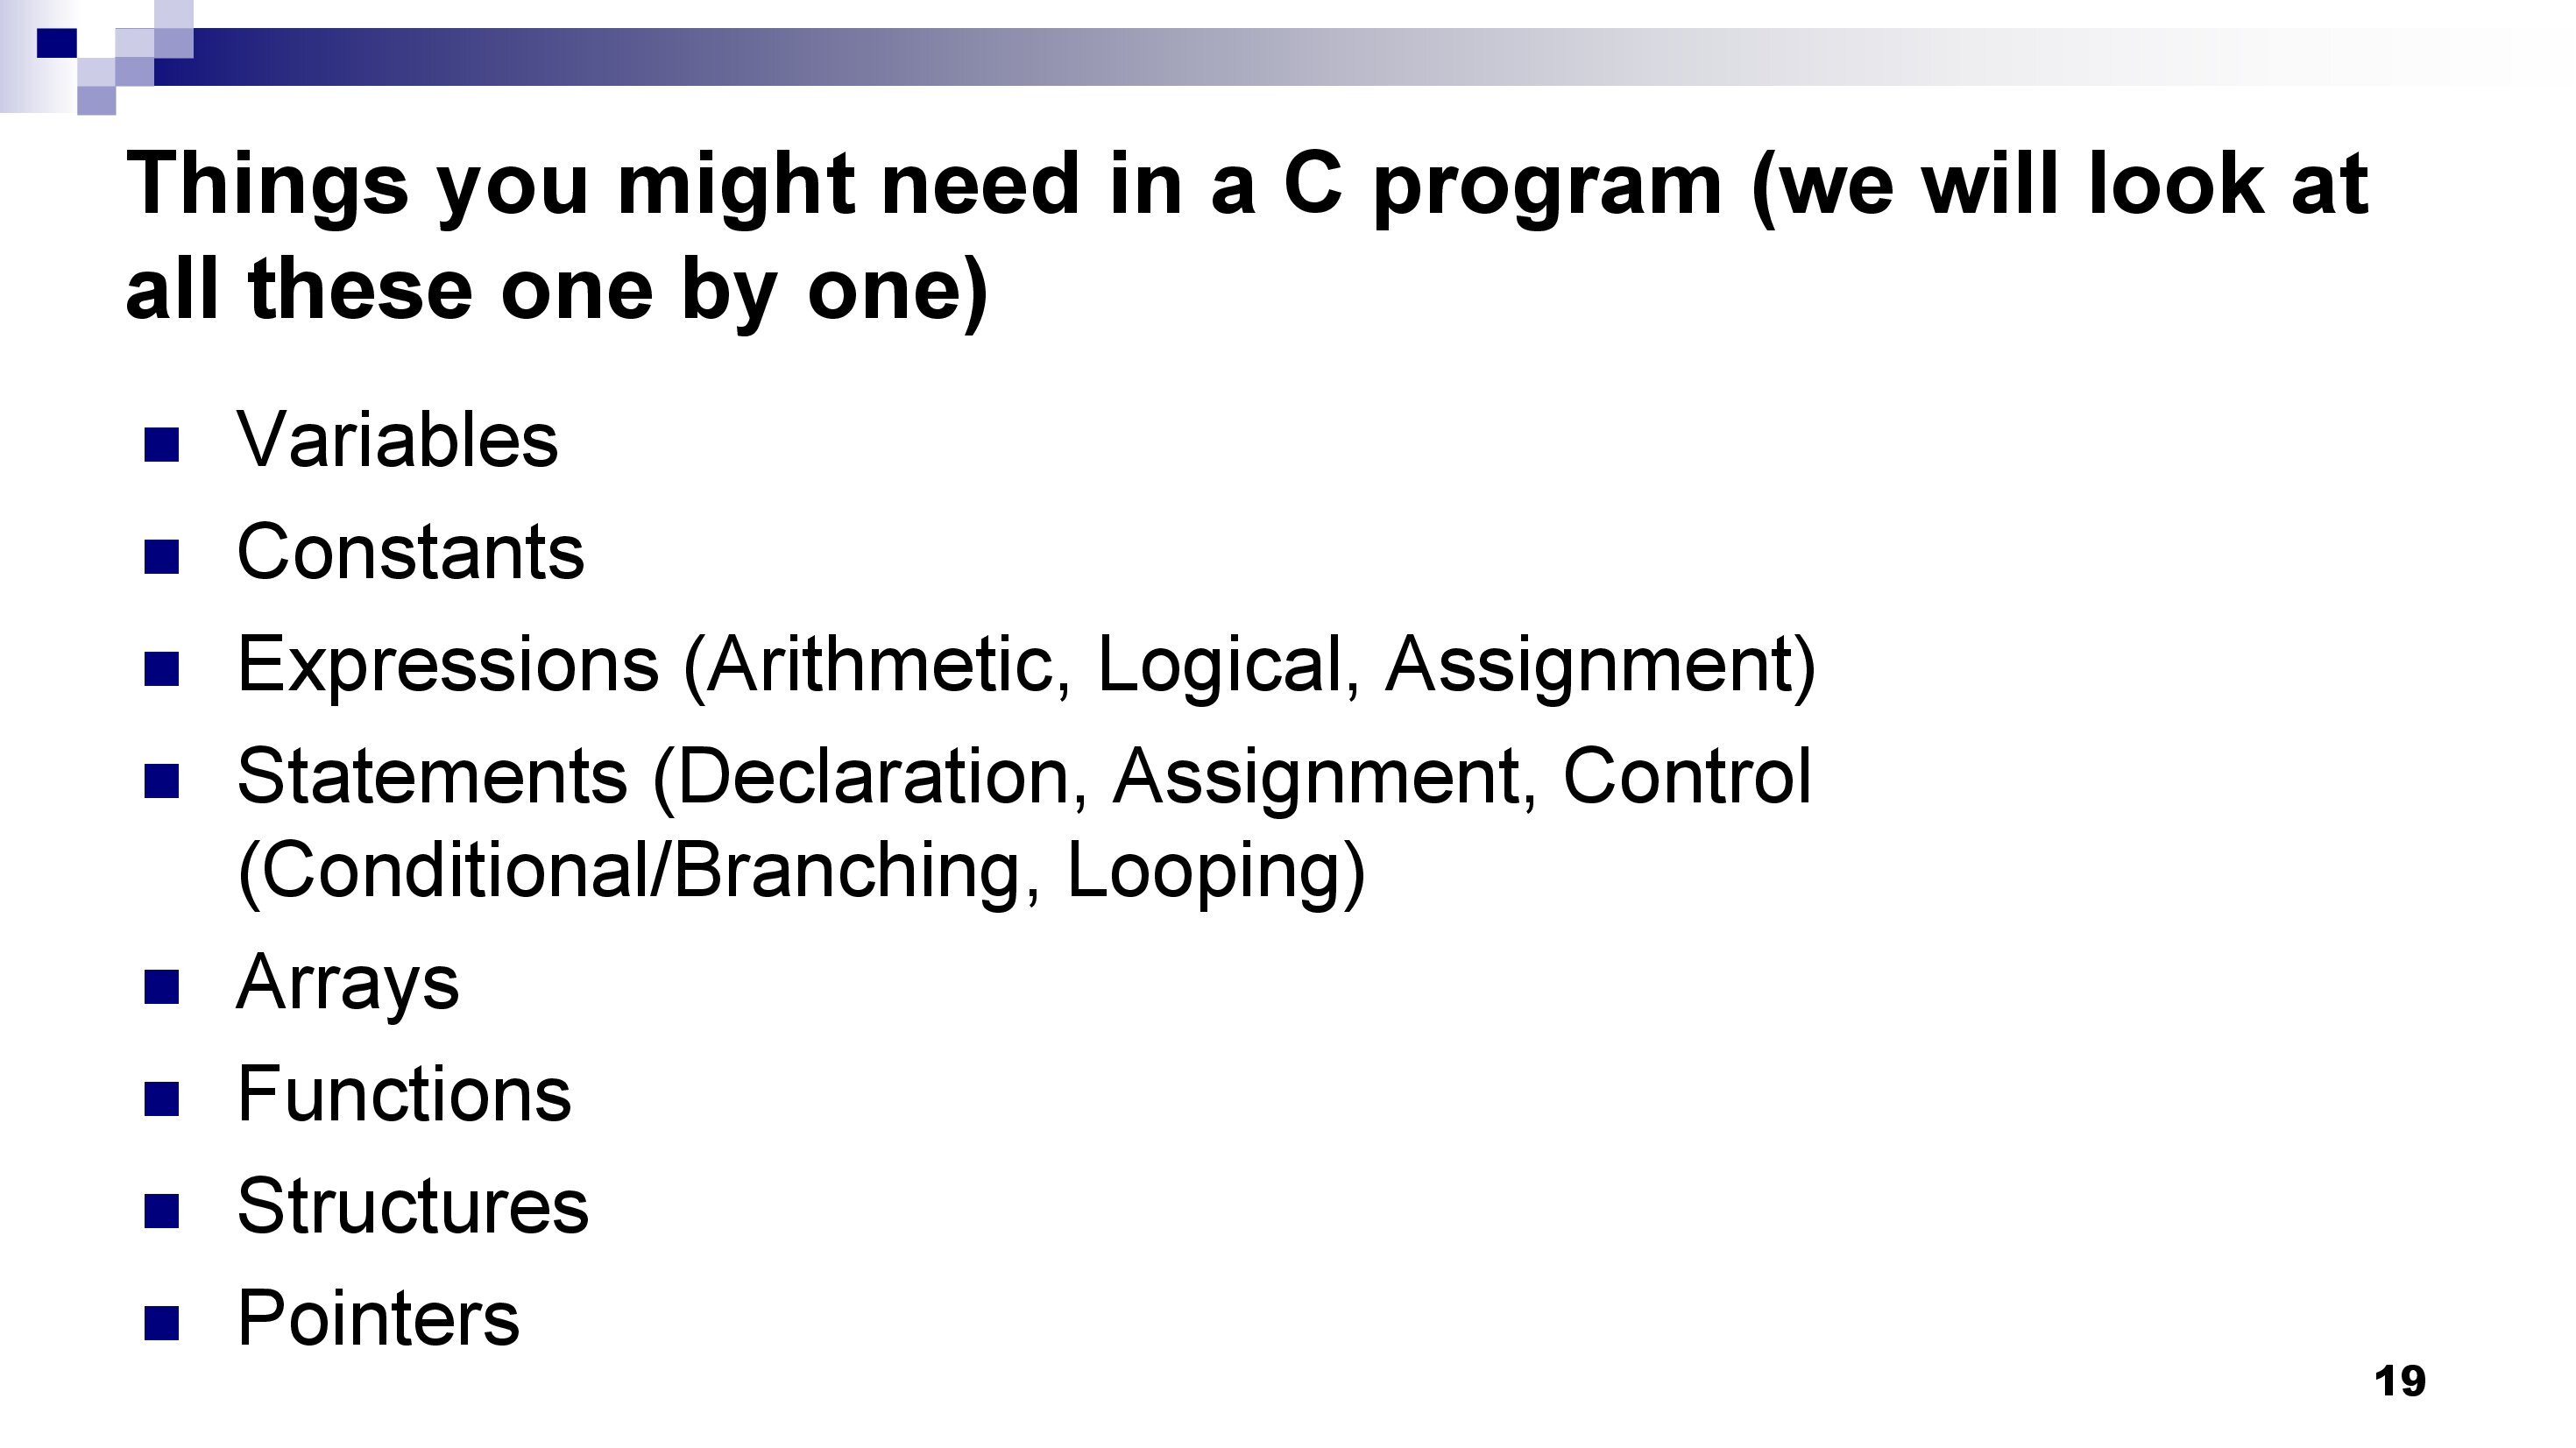 Things you might need in a C program (we will look at
all these one by one)
Variables
Constants
Expressions (Arithmetic, Logical, Assignment)
Statements (Declaration, Assignment, Control
(Conditional/Branching, Looping)
Arrays
Functions
Structures
Pointers
19